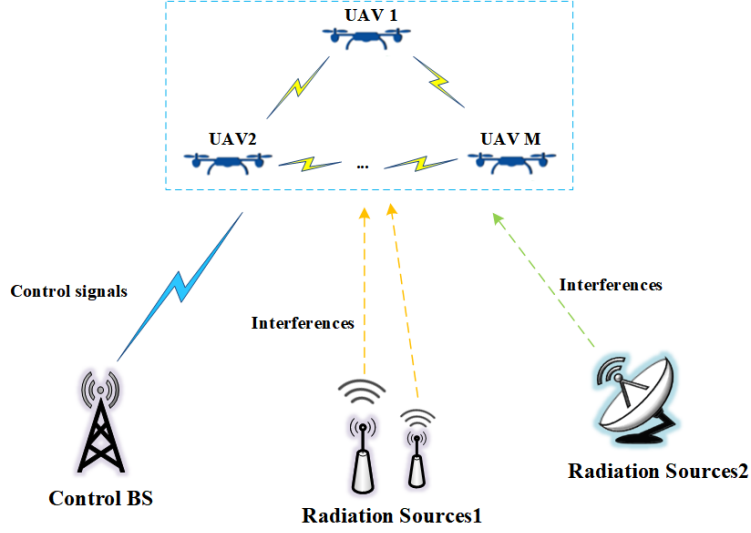 UAV 1
UAV2
UAV M
...
Control signals
Interferences
Interferences
Control BS
Radiation Sources1
Radiation Sources2